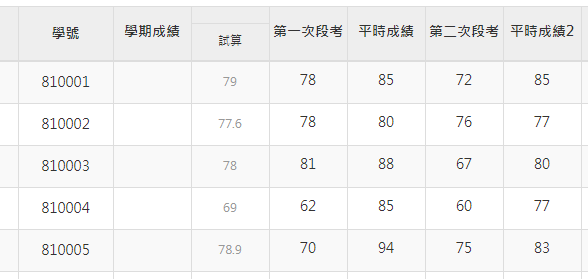 學號 學期成績 試算 第一次段考 平時成績 第二次段考 平時成績2
810001 79 78 85 72 85
810002 77.6 78 80 76 77
810003 78 81 88 67 80
810004 69 62 85 60 77
810005 78.9 70 94 75 83